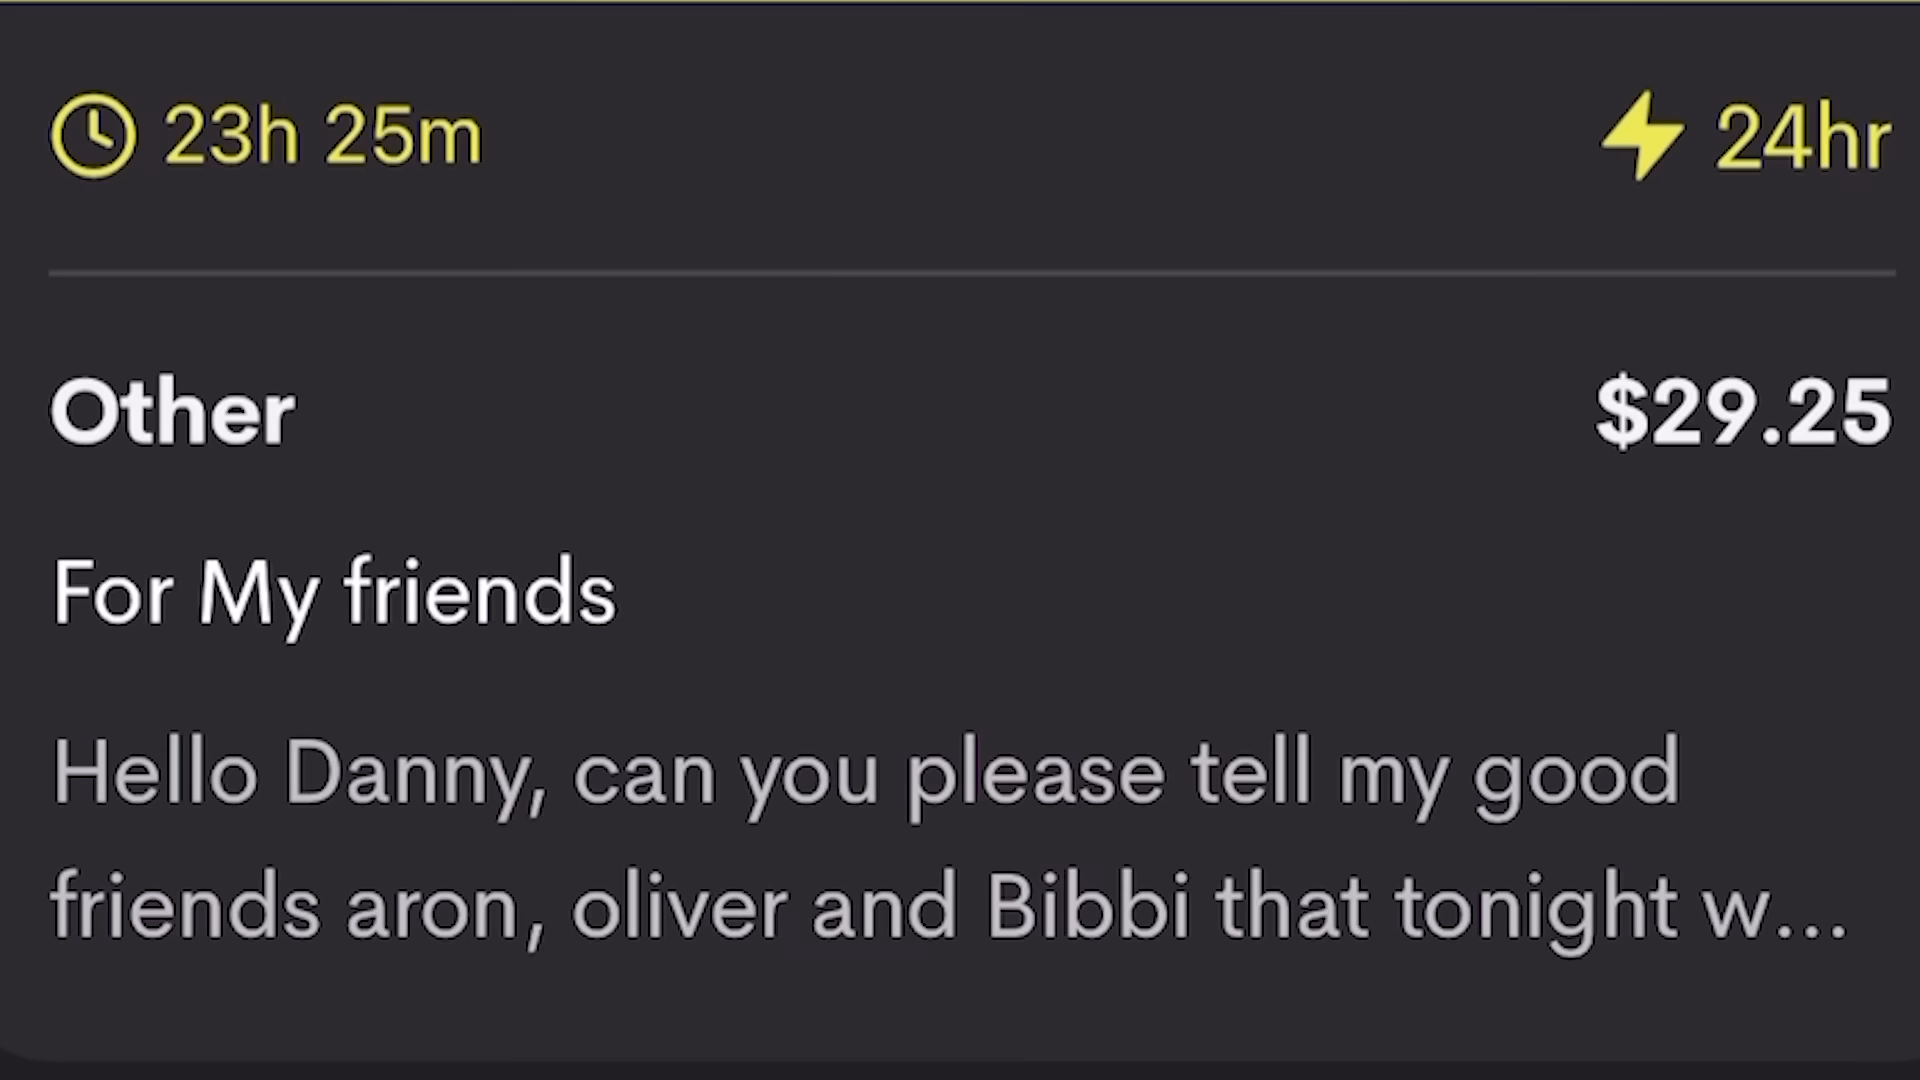 23h 25m 24hr
Other $29.25
For My friends
Hello Danny, can you please tell my good
friends aron, oliver and Bibbi that tonight w...